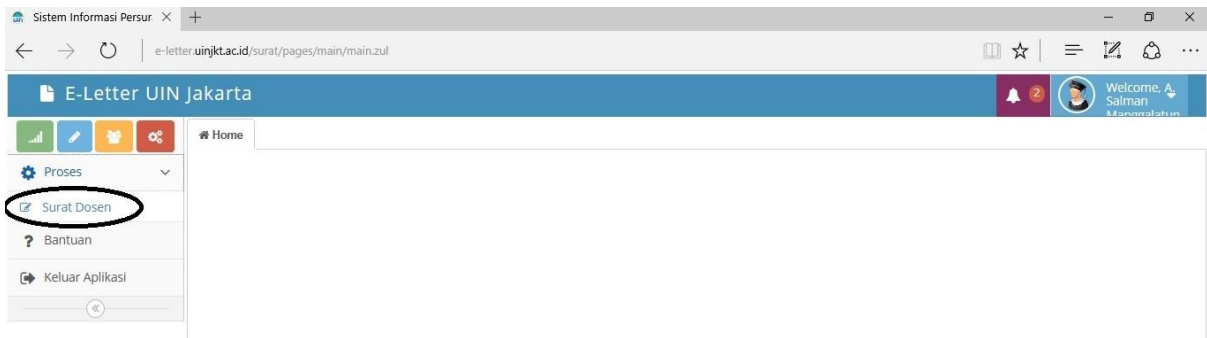 Sistem Informasi Persur
e-letter.uinjkt.ac.id/surat/pages/main/main.zul
E-Letter UIN Jakarta
2
Welcome, A.
Salman
Manggalatun
Home
Proses
Surat Dosen
? Bantuan
Keluar Aplikasi